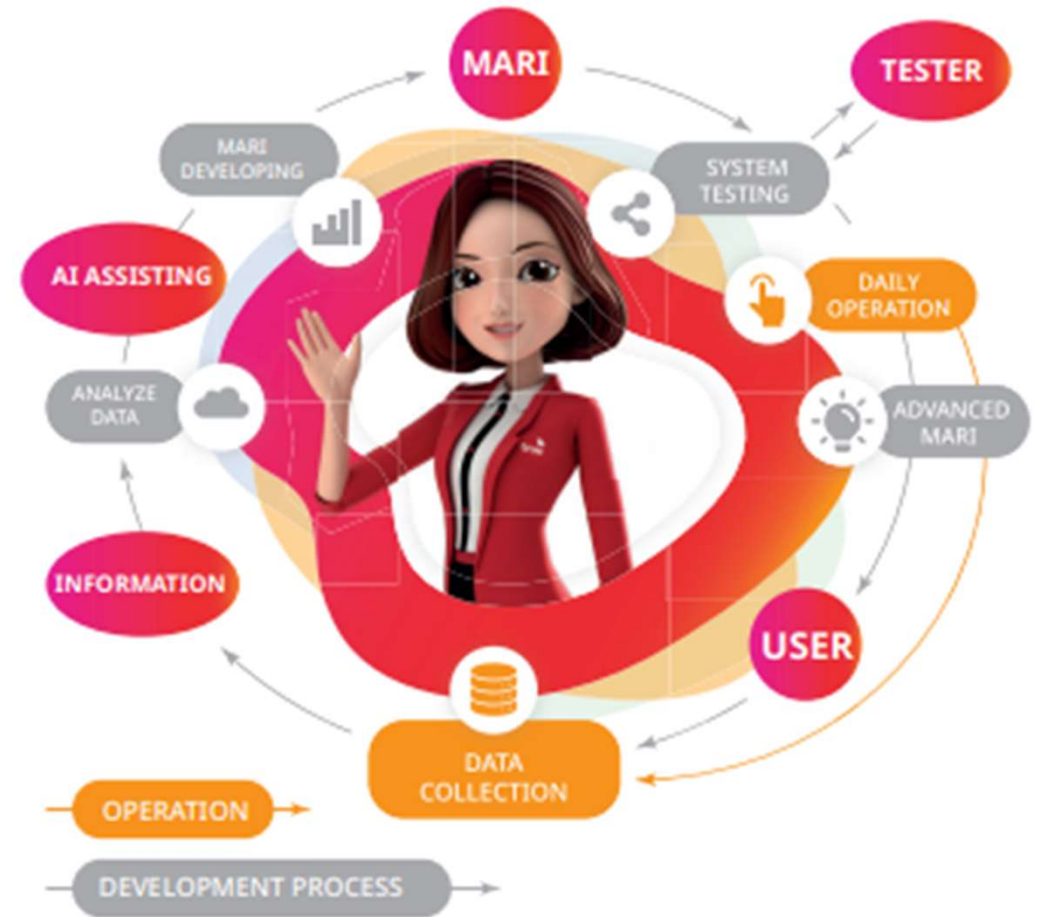 MARI
TESTER
MARI
DEVELOPING
SYSTEM
TESTING
AI ASSISTING
DAILY
OPERATION
ANALYZE
DATA
ADVANCED
MARI
INFORMATION
USER
DATA
COLLECTION
OPERATION
DEVELOPMENT PROCESS